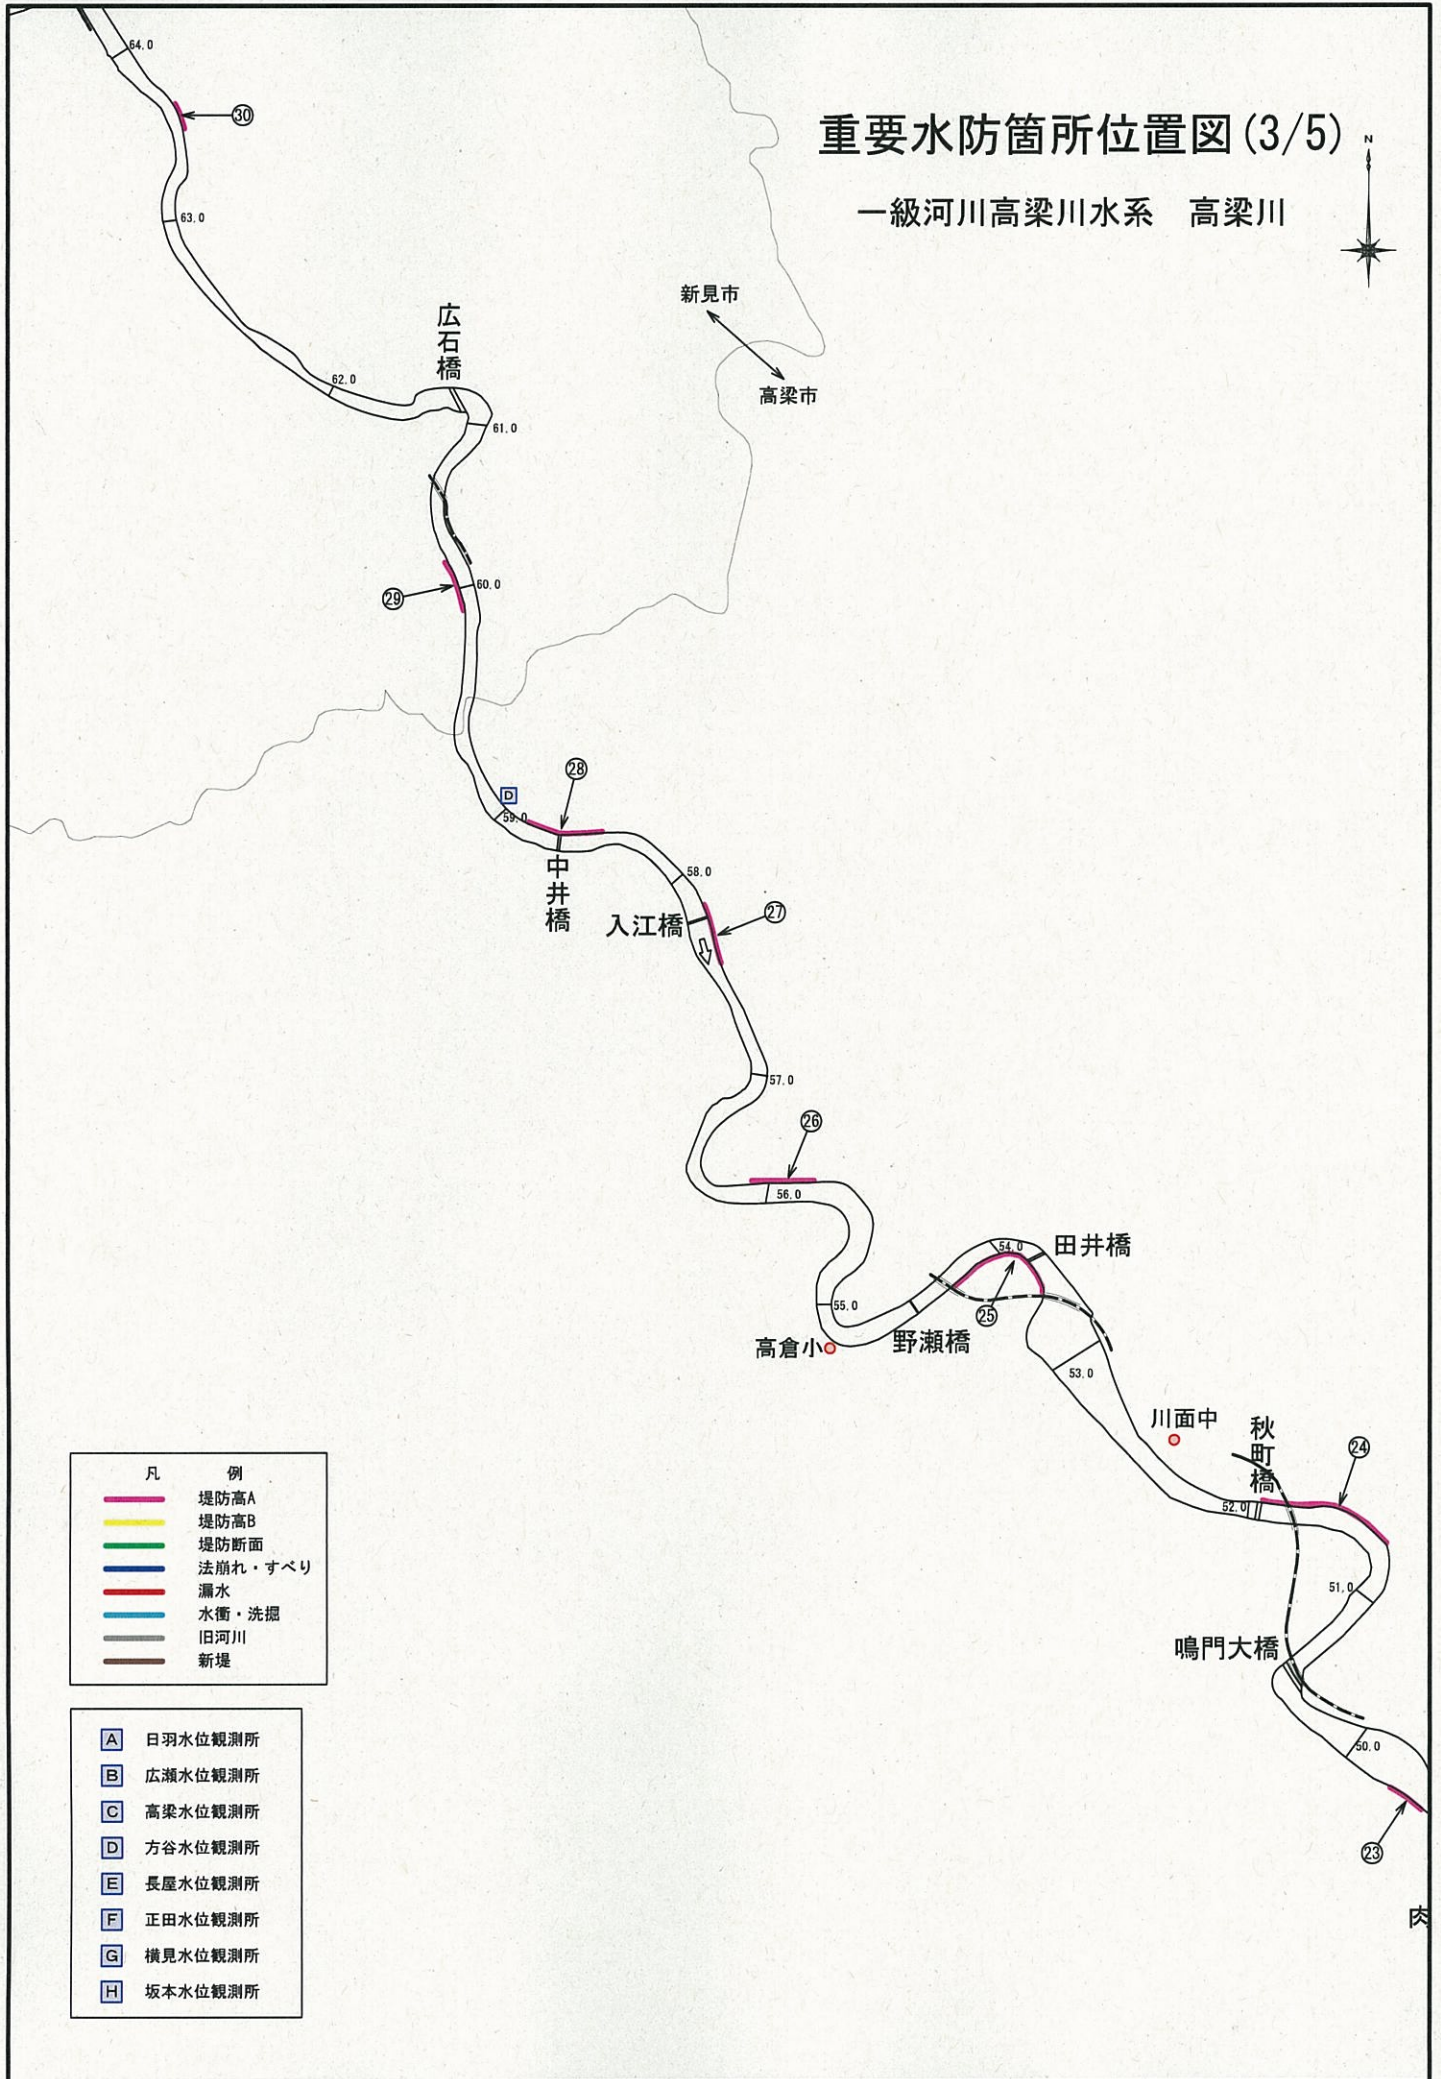 重要水防箇所位置図(3/5)
N
一級河川高梁川水系　高梁川
64.0
㉚
63.0
新見市
高梁市
広石橋
62.0
61.0
60.0
㉙
㉘
D
59.0
中井橋
58.0
入江橋
㉗
57.0
㉖
56.0
田井橋
54.0
55.0
㉕
高倉小
野瀬橋
53.0
川面中
秋町橋
㉔
52.0
51.0
鳴門大橋
50.0
㉓
肉
凡　例
堤防高A
堤防高B
堤防断面
法崩れ・すべり
漏水
水衝・洗掘
旧河川
新堤
A 日羽水位観測所
B 広瀬水位観測所
C 高梁水位観測所
D 方谷水位観測所
E 長屋水位観測所
F 正田水位観測所
G 横見水位観測所
H 坂本水位観測所